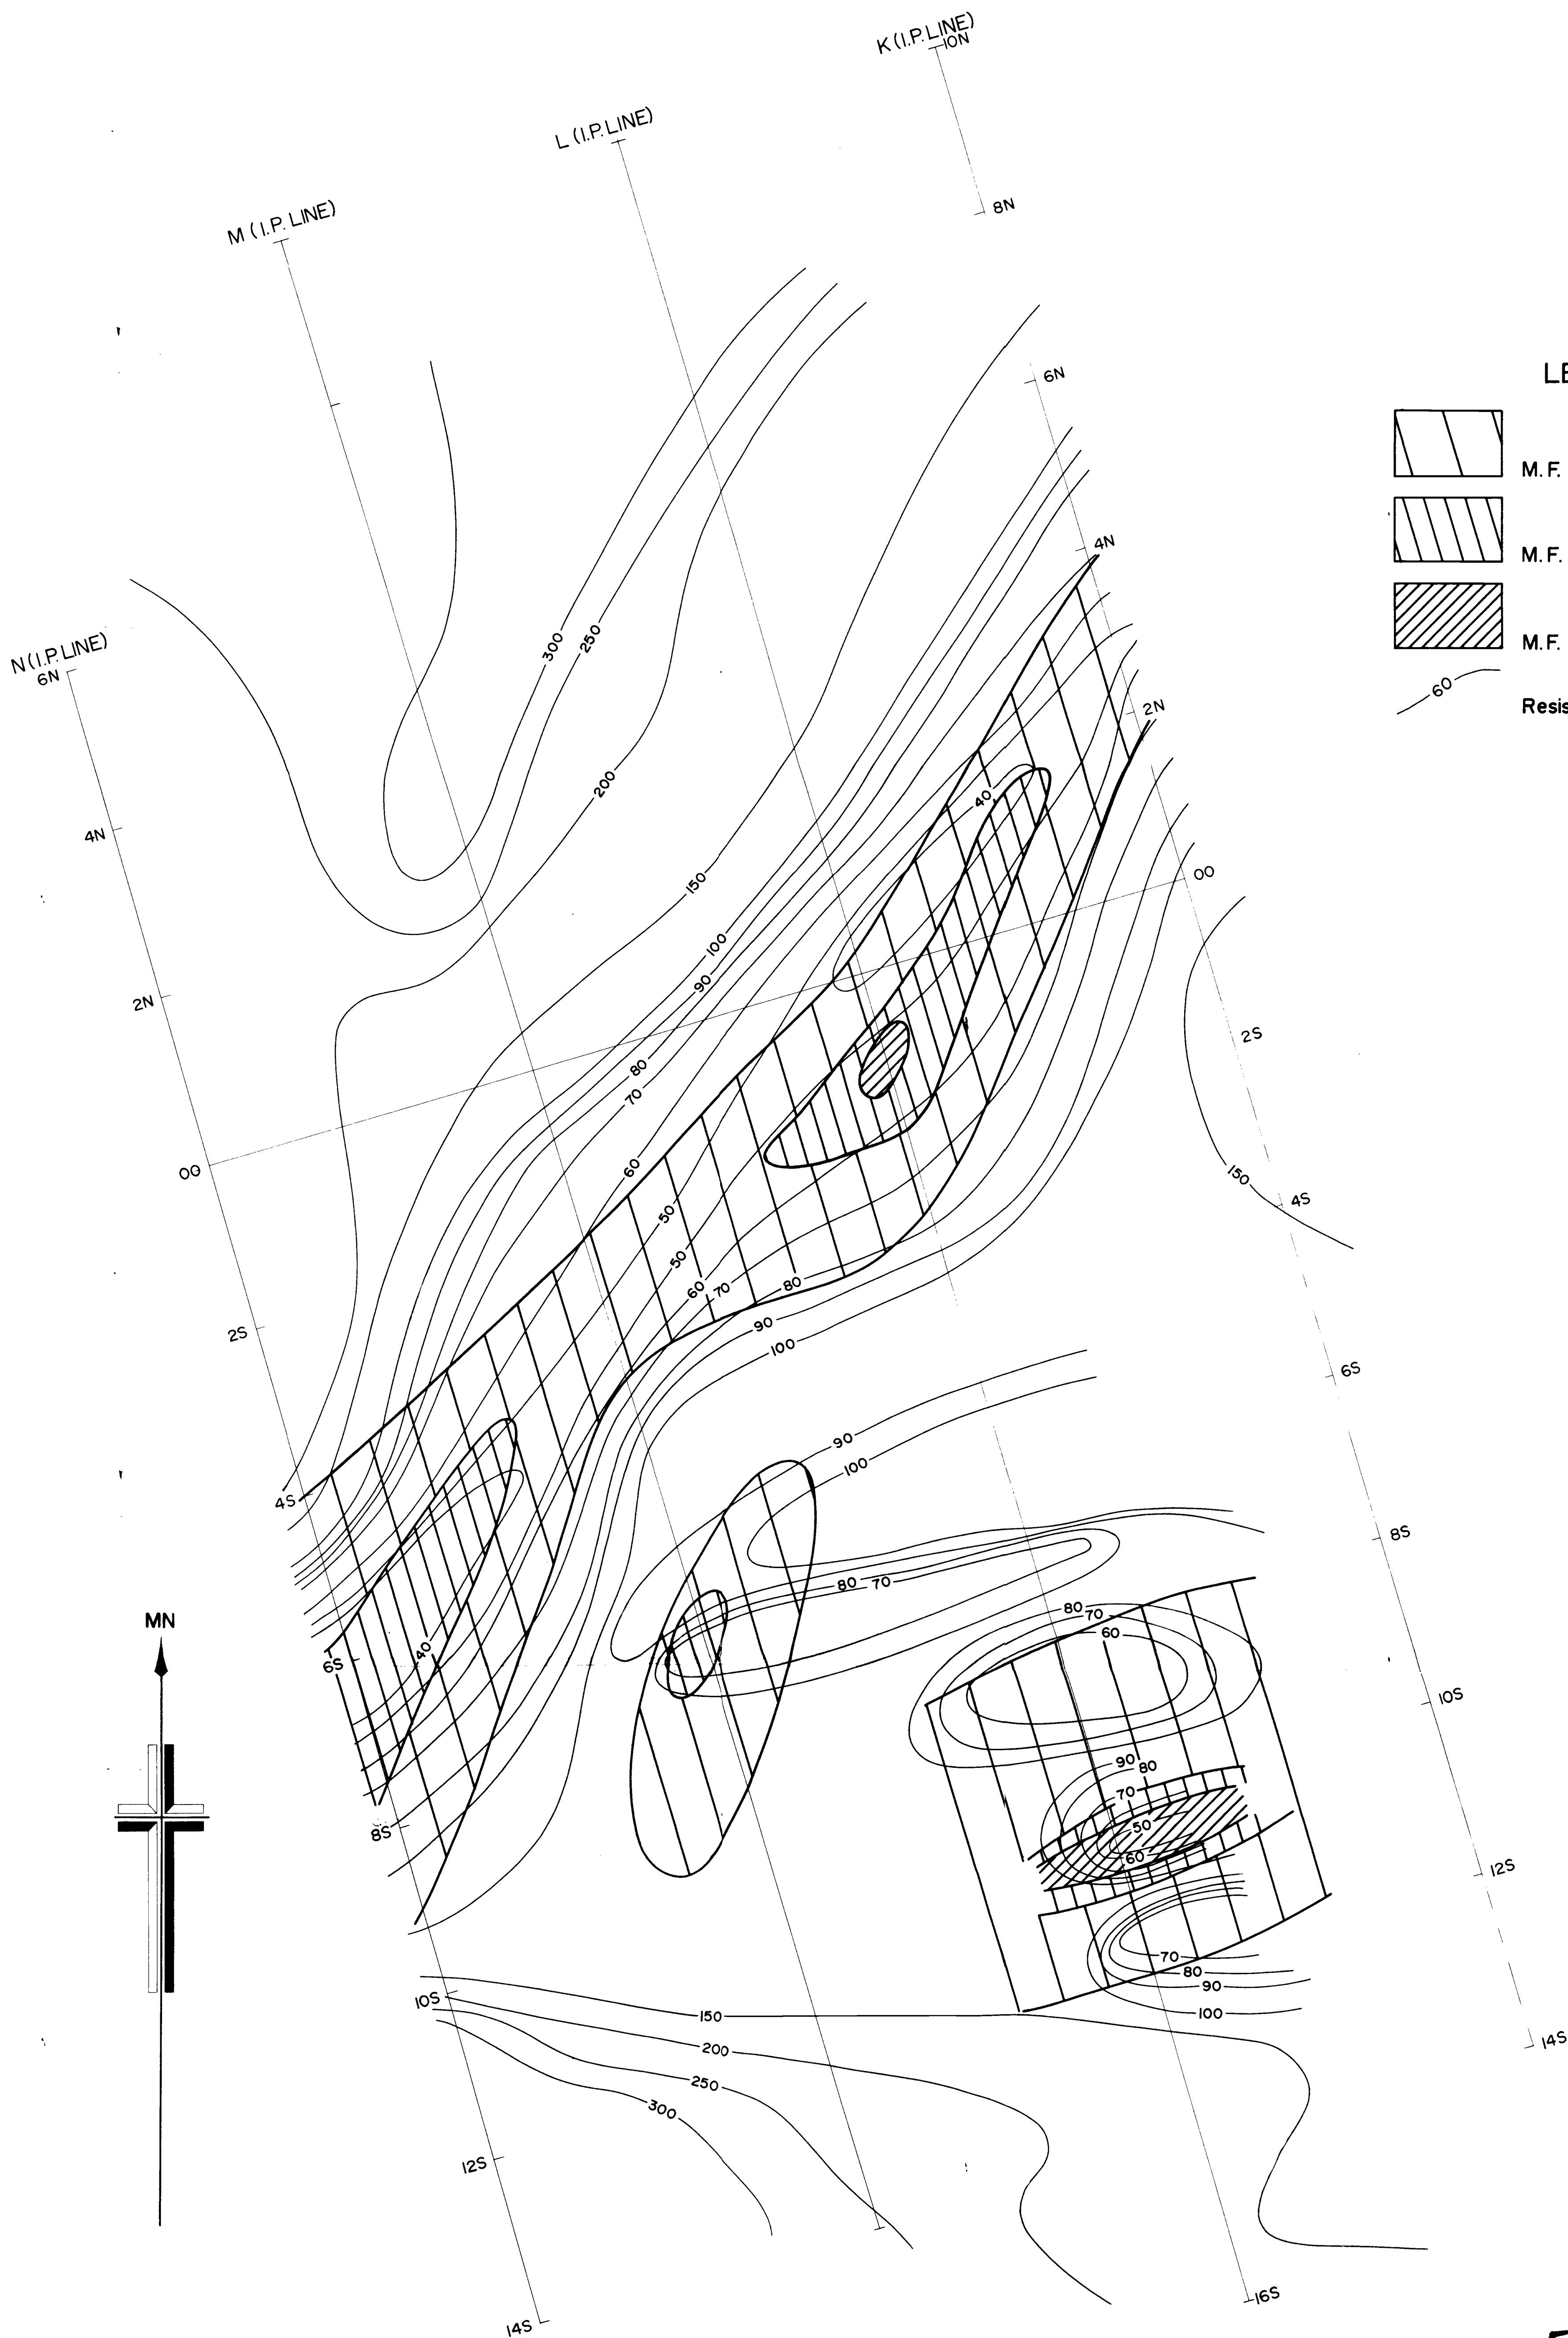 K (I.P. LINE)
10N
L (I.P. LINE)
M (I.P. LINE)
8N
6N
LE
M.F.
4N
M.F.
M.F.
N (I.P. LINE)
6N
300
250
60
Resis
2N
200
40
4N
150
00
100
90
2N
2S
80
70
00
60
150
4S
50
50
60
70
80
2S
90
100
6S
90
100
4S
8S
80
70
80
70
MN
60
40
6S
10S
90
80
70
50
8S
60
12S
70
80
90
10S
100
150
14S
200
250
300
12S
16S
14S